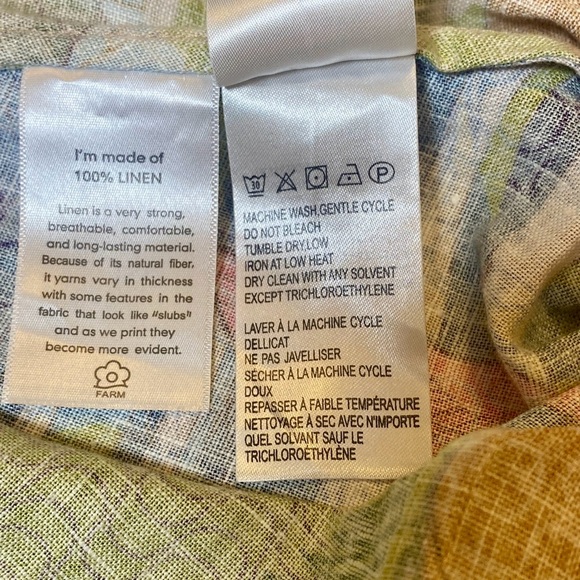 I'm made of
100% LINEN
Linen is a very strong,
breathable, comfortable,
and long-lasting material.
Because of its natural fiber,
it yarns vary in thickness
with some features in the
fabric that look like "slubs"
and as we print they
become more evident.
FARM
30 P
MACHINE WASH,GENTLE CYCLE
DO NOT BLEACH
TUMBLE DRY,LOW
IRON AT LOW HEAT
DRY CLEAN WITH ANY SOLVENT
EXCEPT TRICHLOROETHYLENE
LAVER À LA MACHINE CYCLE
DELLICAT
NE PAS JAVELLISER
SÉCHER À LA MACHINE CYCLE
DOUX
REPASSER À FAIBLE TEMPÉRATURE
NETTOYAGE À SEC AVEC N'IMPORTE
QUEL SOLVANT SAUF LE
TRICHLOROÉTHYLÈNE